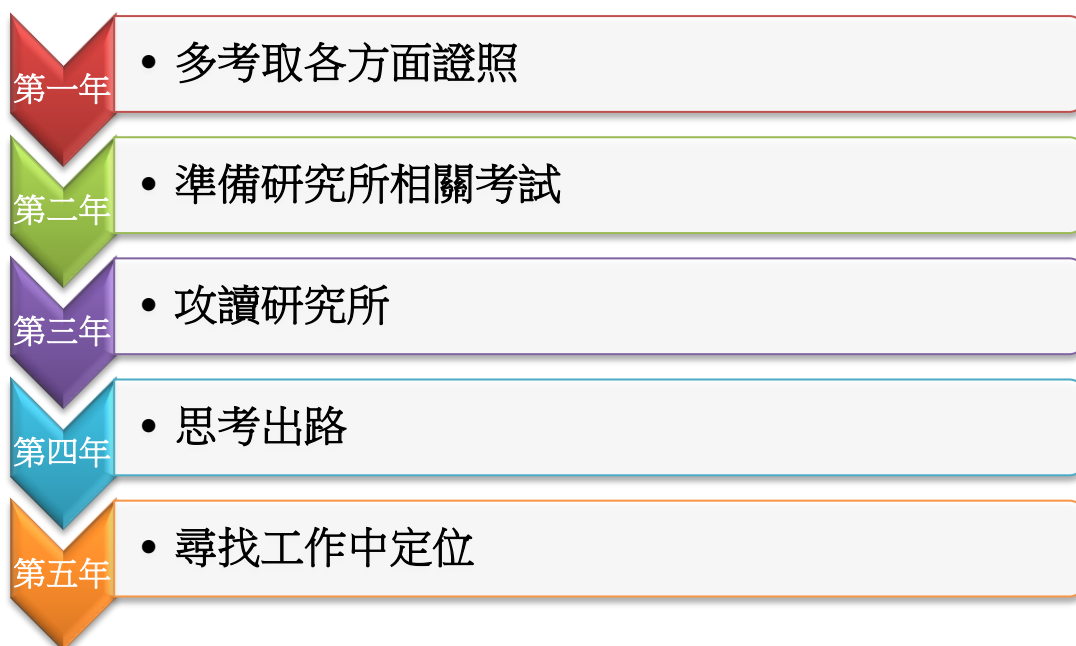 第一年
• 多考取各方面證照
第二年
• 準備研究所相關考試
第三年
• 攻讀研究所
第四年
• 思考出路
第五年
• 尋找工作中定位